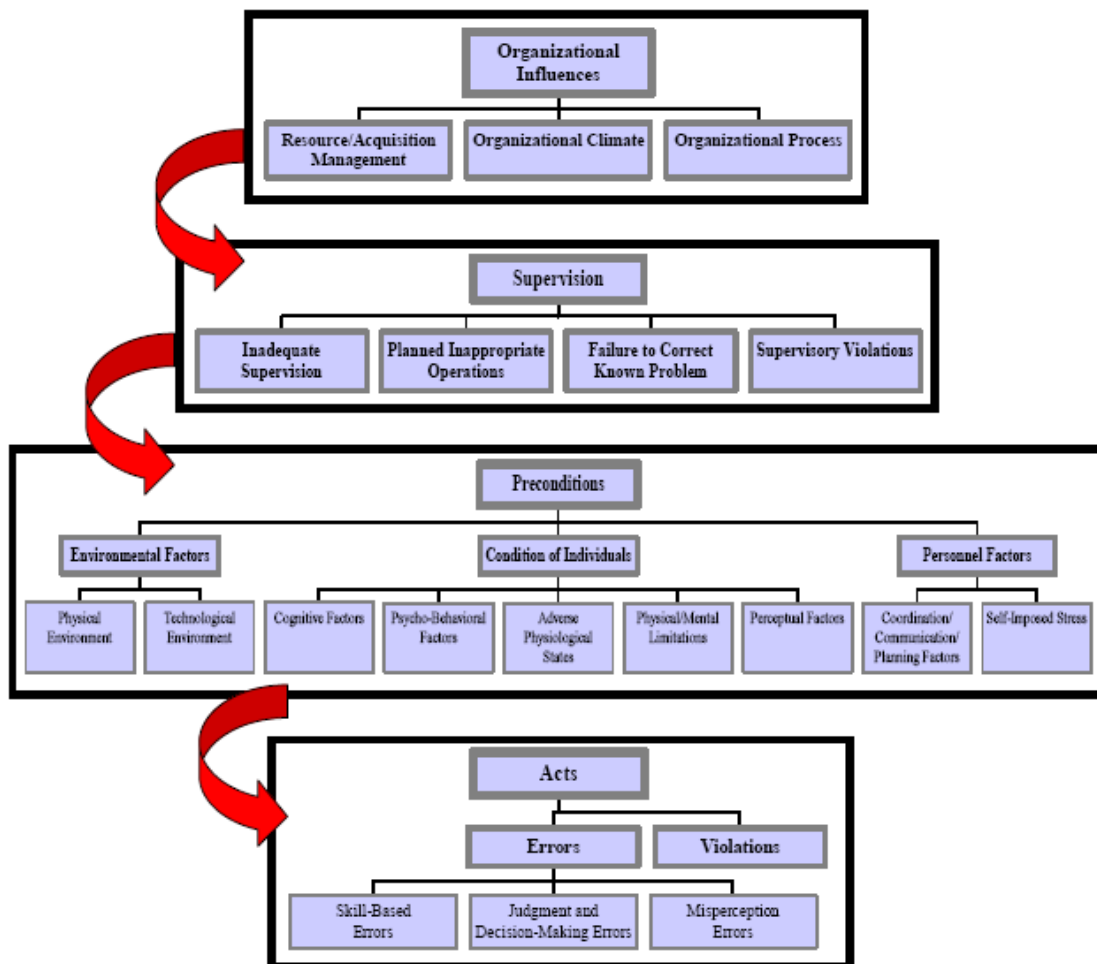 Organizational
Influences
Resource/Acquisition
Management
Organizational Climate
Organizational Process
Supervision
Inadequate
Supervision
Planned Inappropriate
Operations
Failure to Correct
Known Problem
Supervisory Violations
Preconditions
Environmental Factors
Condition of Individuals
Personnel Factors
Physical
Environment
Technological
Environment
Cognitive Factors
Psycho-Behavioral
Factors
Adverse
Physiological
States
Physical/Mental
Limitations
Perceptual Factors
Coordination/
Communication/
Planning Factors
Self-Imposed Stress
Acts
Errors
Violations
Skill-Based
Errors
Judgment and
Decision-Making Errors
Misperception
Errors